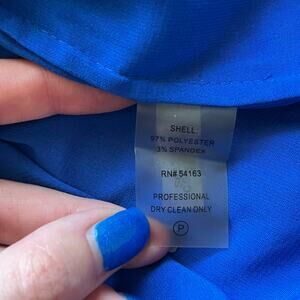 SHELL
97% POLYESTER
3% SPANDEX
RN# 54163
PROFESSIONAL
DRY CLEAN ONLY
P